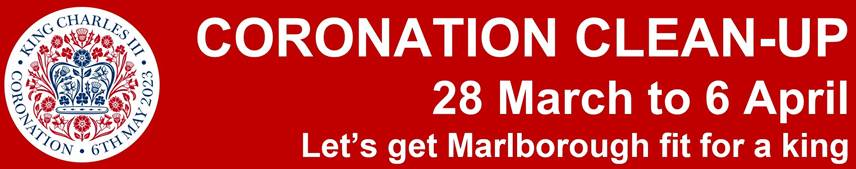 KING CHARLES III
CORONATION • 6TH MAY 2023
CORONATION CLEAN-UP
28 March to 6 April
Let's get Marlborough fit for a king